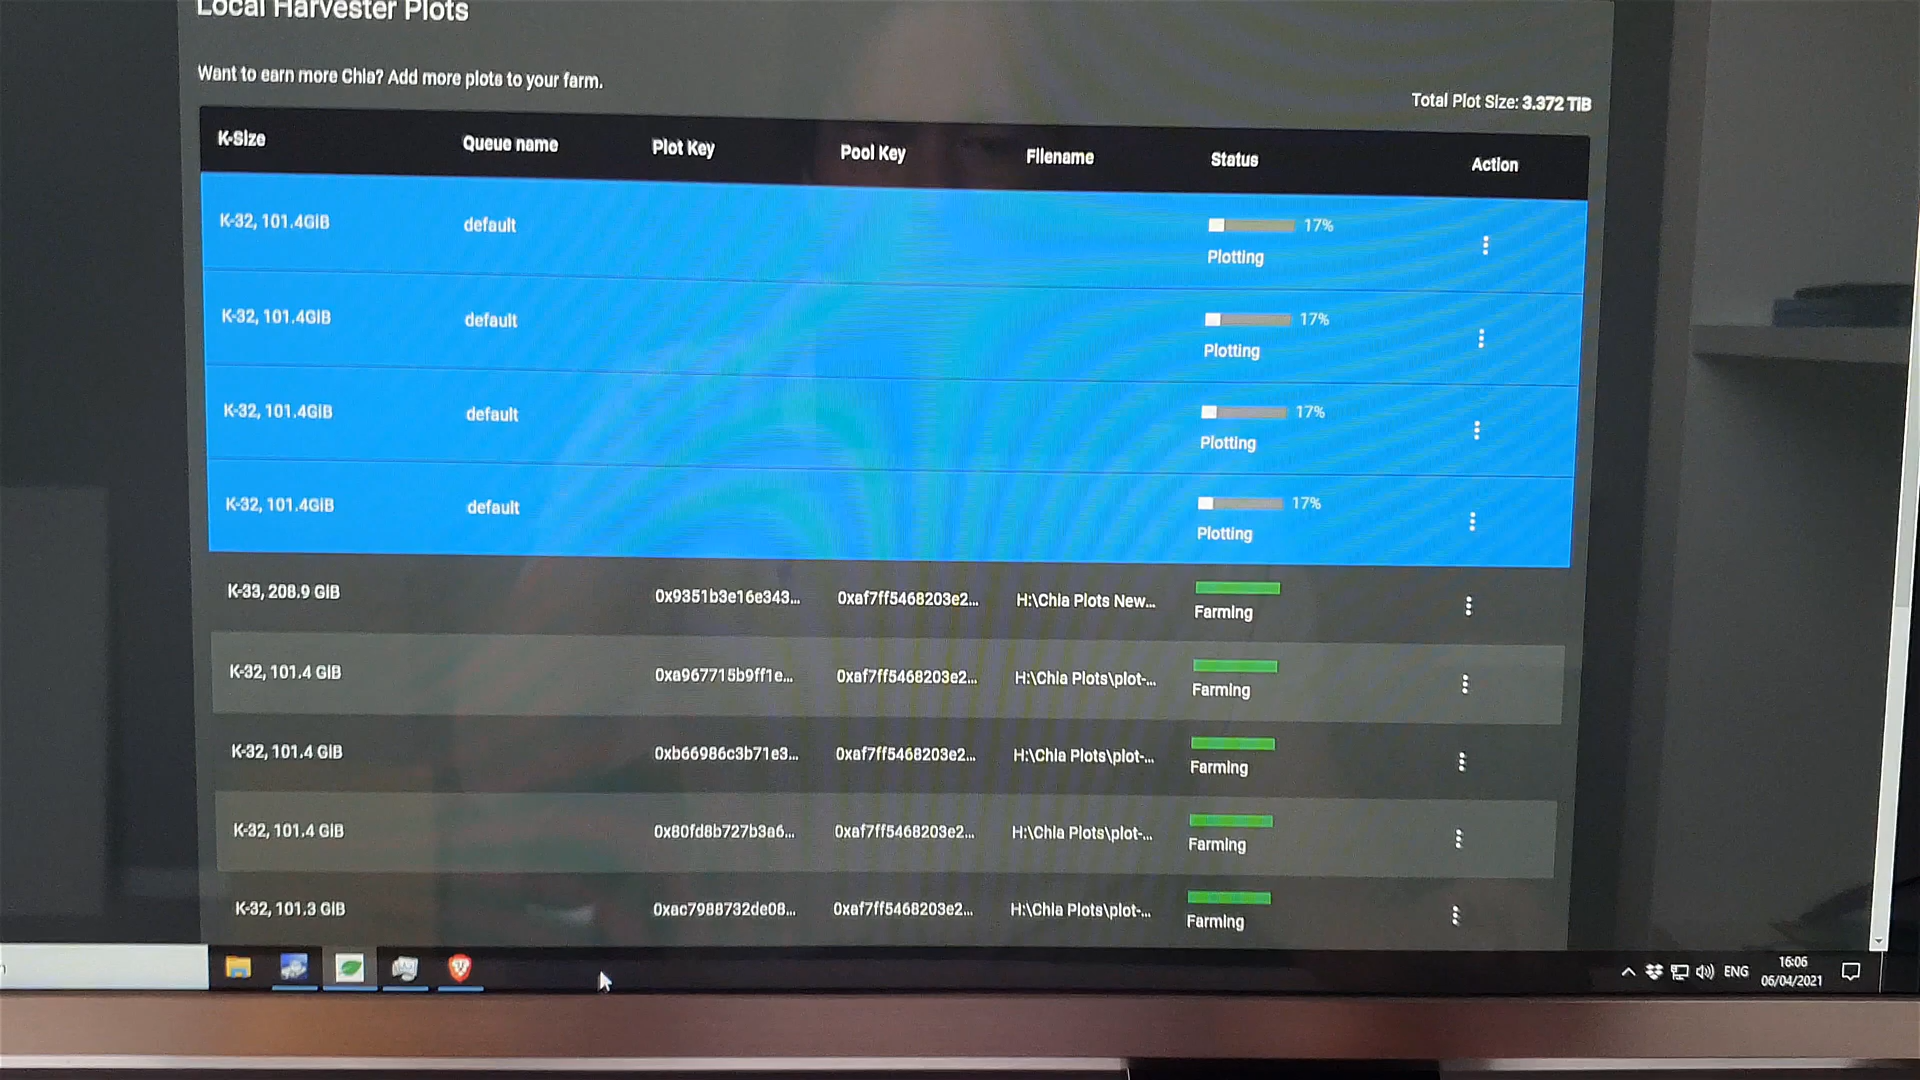 Local Harvester Plots
Want to earn more Chia? Add more plots to your farm.
Total Plot Size: 3.372 TiB
K-Size Queue name Plot Key Pool Key Filename Status Action
K-32, 101.4GiB default 17%
Plotting
K-32, 101.4GiB default 17%
Plotting
K-32, 101.4GiB default 17%
Plotting
K-32, 101.4GiB default 17%
Plotting
K-33, 208.9 GiB 0x9351b3e16e343... 0xaf7ff5468203e2... H:\Chia Plots New... Farming
K-32, 101.4 GiB 0xa967715b9ff1e... 0xaf7ff5468203e2... H:\Chia Plots\plot-... Farming
K-32, 101.4 GiB 0xb66986c3b71e3... 0xaf7ff5468203e2... H:\Chia Plots\plot-... Farming
K-32, 101.4 GiB 0x80fd8b727b3a6... 0xaf7ff5468203e2... H:\Chia Plots\plot-... Farming
K-32, 101.3 GiB 0xac7988732de08... 0xaf7ff5468203e2... H:\Chia Plots\plot-... Farming
ENG 16:06
06/04/2021